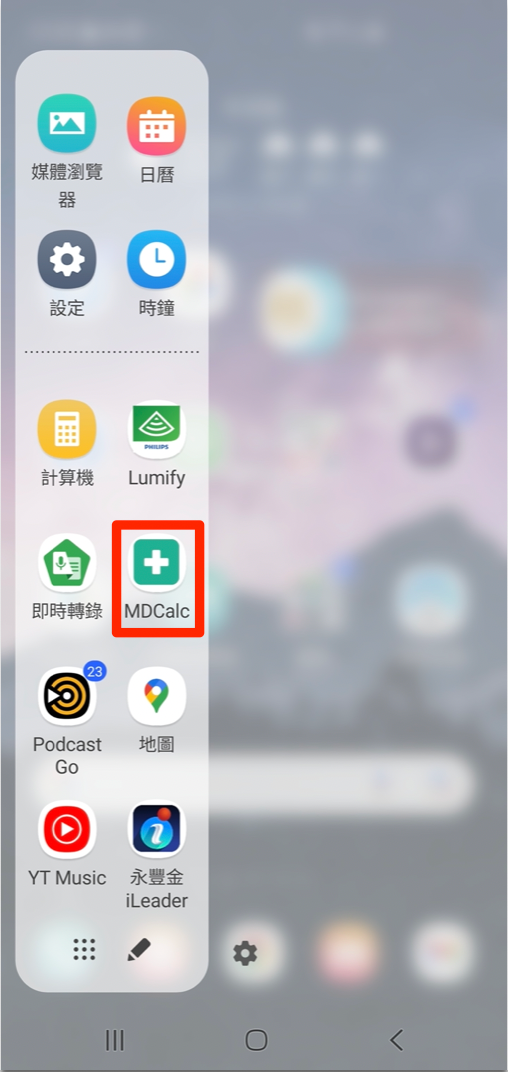 媒體瀏覽
器
日曆
設定
時鐘
計算機
PHILIPS
Lumify
即時轉錄
MDCalc
23
Podcast
Go
地圖
YT Music
永豐金
iLeader